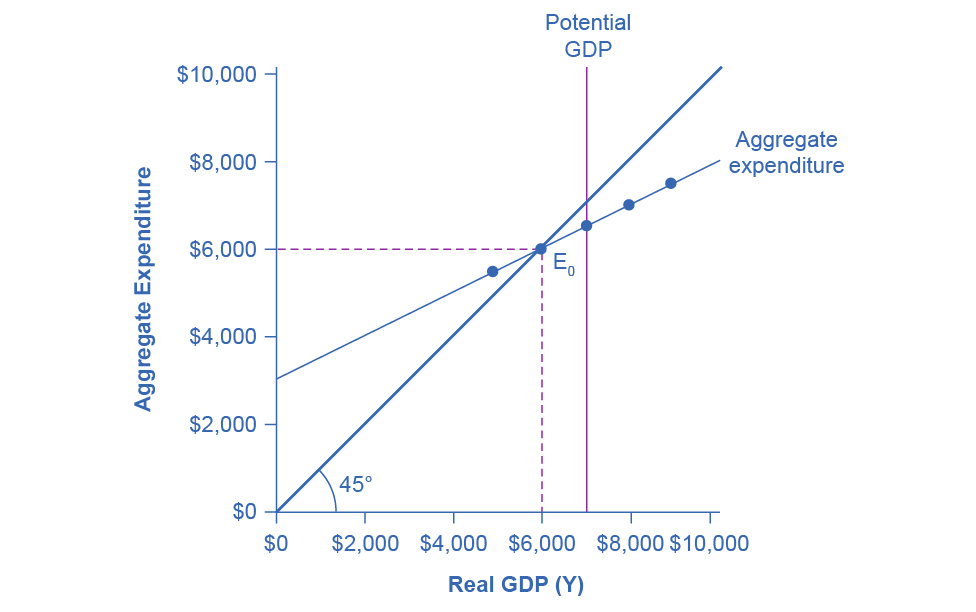 Potential
GDP
$10,000
$8,000
$6,000
$4,000
$2,000
$0
Aggregate Expenditure
Aggregate
expenditure
E0
45°
$0 $2,000 $4,000 $6,000 $8,000 $10,000
Real GDP (Y)